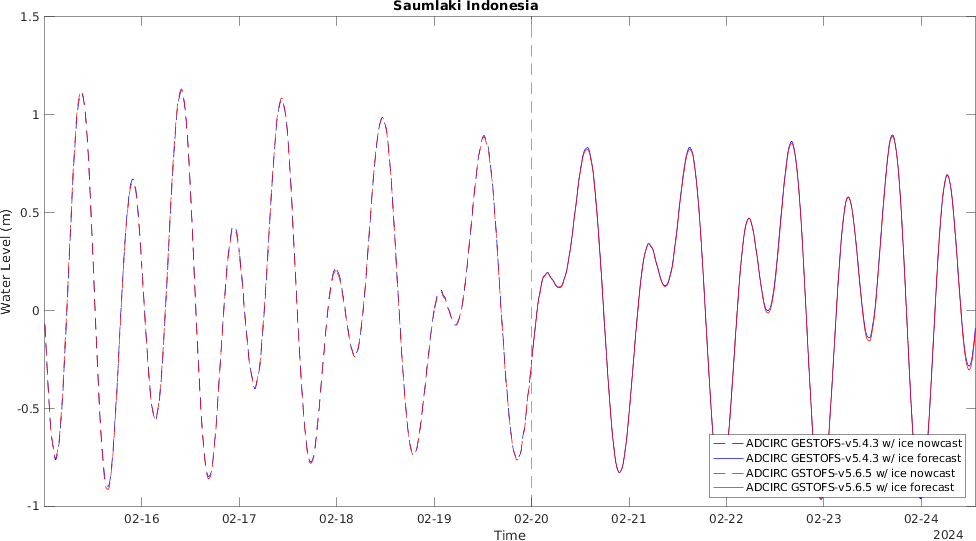 Saumlaki Indonesia
1.5
1
0.5
0
-0.5
-1
Water Level (m)
ADCIRC GESTOFS-v5.4.3 w/ ice nowcast
ADCIRC GESTOFS-v5.4.3 w/ ice forecast
ADCIRC GSTOFS-v5.6.5 w/ ice nowcast
ADCIRC GSTOFS-v5.6.5 w/ ice forecast
02-16 02-17 02-18 02-19 02-20 02-21 02-22 02-23 02-24
Time
2024